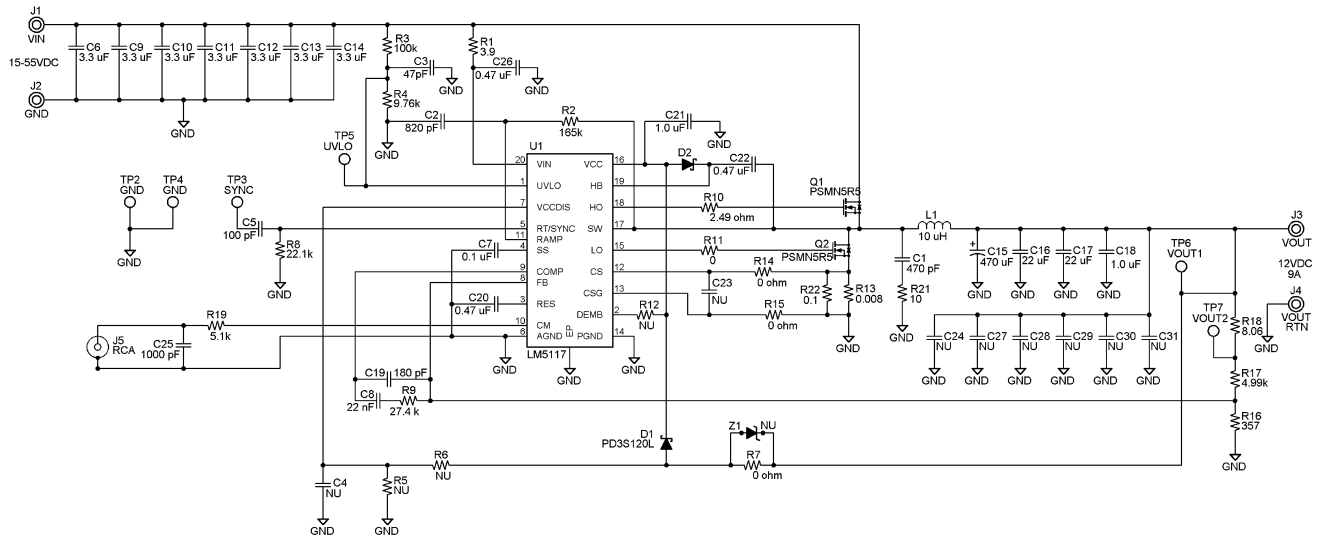 J1
VIN
15-55VDC
J2
GND
C6
3.3 uF
C9
3.3 uF
C10
3.3 uF
C11
3.3 uF
C12
3.3 uF
C13
3.3 uF
C14
3.3 uF
GND
R3
100k
C3
47pF
GND
R4
9.76k
GND
R1
3.9
C26
0.47 uF
GND
C2
820 pF
R2
165k
C21
1.0 uF
GND
TP5
UVLO
U1
D2
C22
0.47 uF
TP2
GND
TP4
GND
GND
TP3
SYNC
C5
100 pF
R8
22.1k
GND
20
VIN
VCC
16
1
UVLO
HB
19
7
VCCDIS
HO
18
5
RT/SYNC
SW
17
11
RAMP
4
SS
LO
15
9
COMP
CS
12
8
FB
CSG
13
3
RES
DEMB
2
10
CM
6
AGND
EP
PGND
14
LM5117
GND
GND
GND
C7
0.1 uF
C20
0.47 uF
R10
2.49 ohm
Q1
PSMN5R5
R11
0
Q2
PSMN5R5
R14
0 ohm
C23
NU
R15
0 ohm
R12
NU
R22
0.1
R13
0.008
GND
L1
10 uH
C1
470 pF
R21
10
GND
+
C15
470 uF
GND
C16
22 uF
GND
C17
22 uF
GND
C18
1.0 uF
GND
C24
NU
GND
C27
NU
GND
C28
NU
GND
C29
NU
GND
C30
NU
GND
C31
NU
GND
TP6
VOUT1
TP7
VOUT2
J3
VOUT
12VDC
9A
J4
VOUT
RTN
GND
R18
8.06
R17
4.99k
R16
357
GND
J5
RCA
C25
1000 pF
R19
5.1k
C19
180 pF
C8
22 nF
R9
27.4 k
D1
PD3S120L
Z1
NU
R7
0 ohm
R6
NU
C4
NU
GND
R5
NU
GND